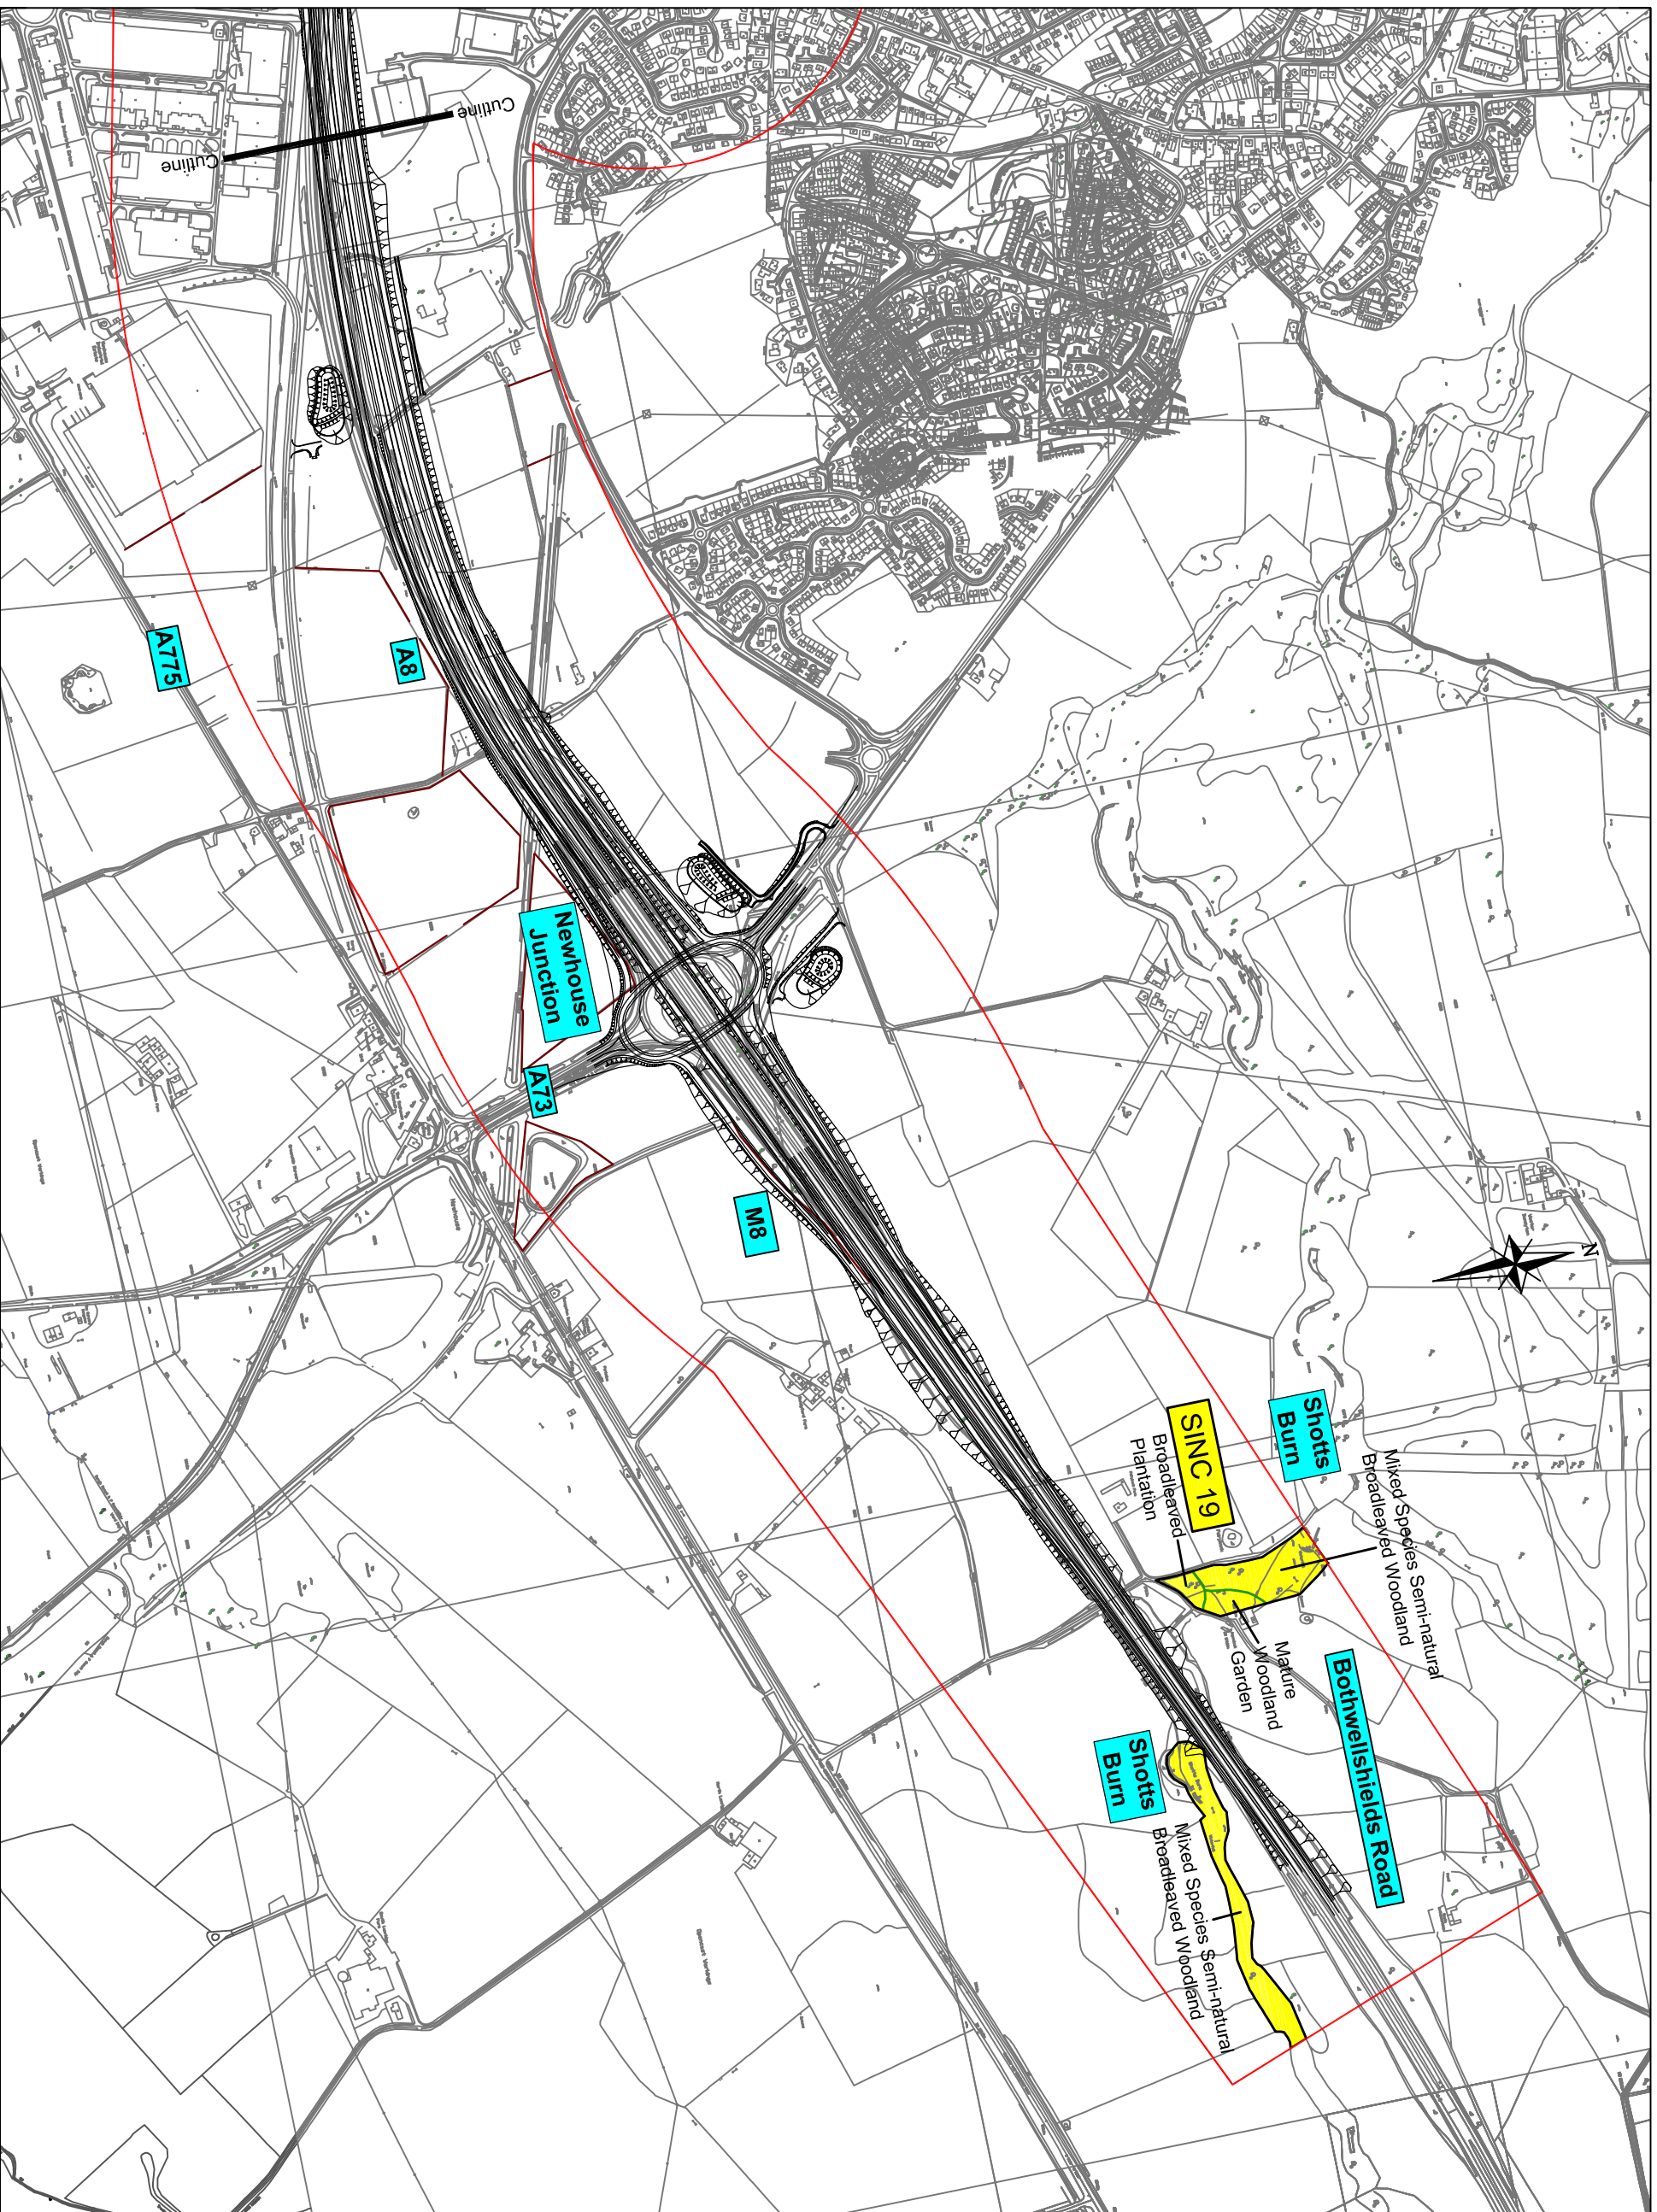 Cutline
Cutline
A775
A8
Newhouse
Junction
A73
M8
N
Shotts
Burn
SINC 19
Mixed Species Semi-natural
Broadleaved Woodland
Broadleaved
Plantation
Mature
Woodland
Garden
Bothwellshields Road
Shotts
Burn
Mixed Species Semi-natural
Broadleaved Woodland
Newhouse